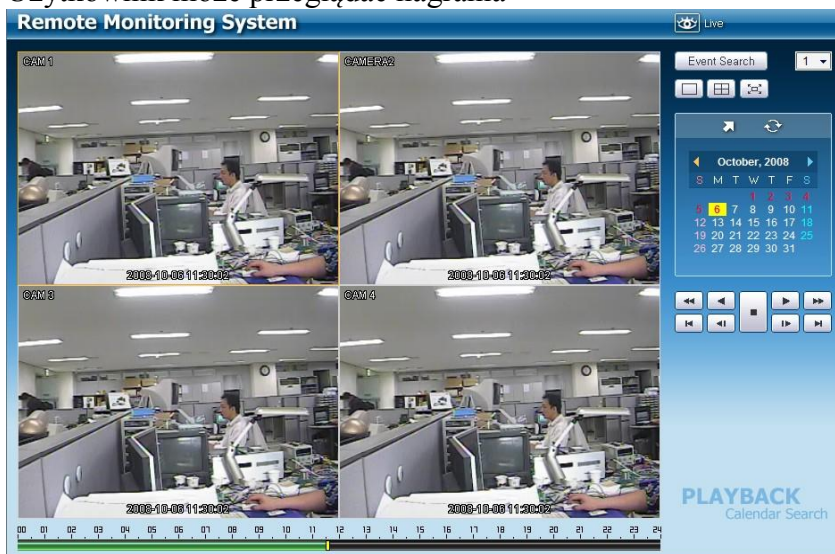 Użytkownik może przeglądać nagrania
Remote Monitoring System
Live
CAM 1
CAMERA2
Event Search
1
October, 2008
S M T W T F S
1 2 3 4
5 6 7 8 9 10 11
12 13 14 15 16 17 18
19 20 21 22 23 24 25
26 27 28 29 30 31
2008-10-06 11:30:02
2008-10-06 11:30:02
CAM 3
CAM 4
2008-10-06 11:30:02
2008-10-06 11:30:02
PLAYBACK
Calendar Search
00 01 02 03 04 05 06 07 08 09 10 11 12 13 14 15 16 17 18 19 20 21 22 23 24